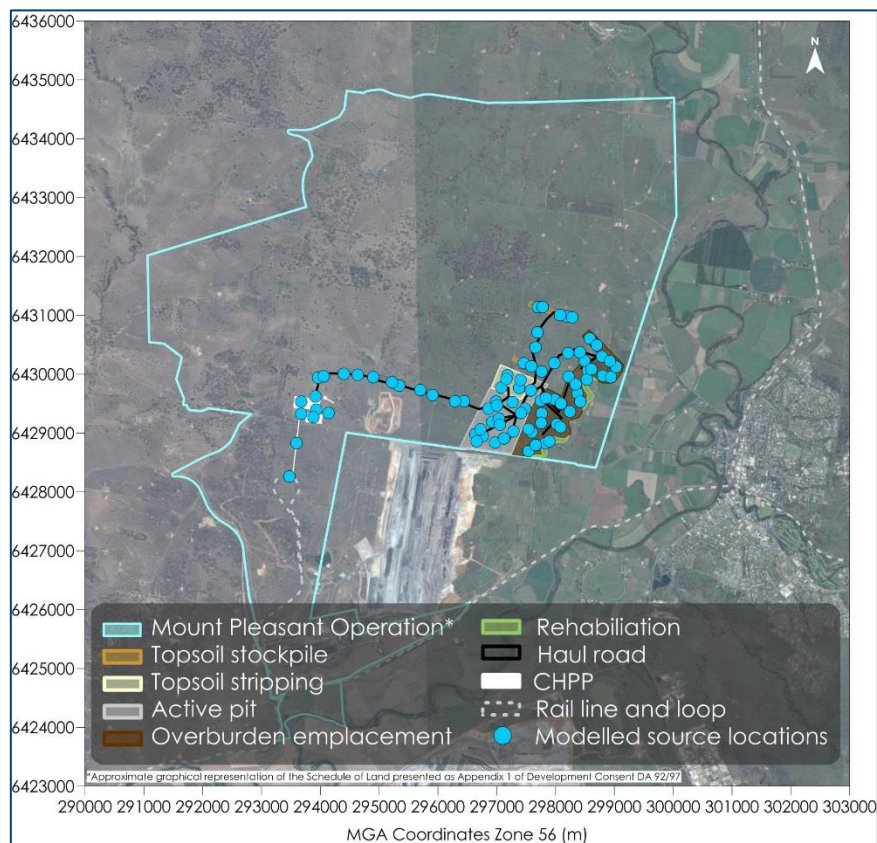 6436000
6435000
6434000
6433000
6432000
6431000
6430000
6429000
6428000
6427000
6426000
6425000
6424000
6423000
N
Mount Pleasant Operation*
Topsoil stockpile
Topsoil stripping
Active pit
Overburden emplacement
Rehabiliation
Haul road
CHPP
Rail line and loop
Modelled source locations
*Approximate graphical representation of the Schedule of Land presented as Appendix 1 of Development Consent DA 92/97
290000 291000 292000 293000 294000 295000 296000 297000 298000 299000 300000 301000 302000 303000
MGA Coordinates Zone 56 (m)